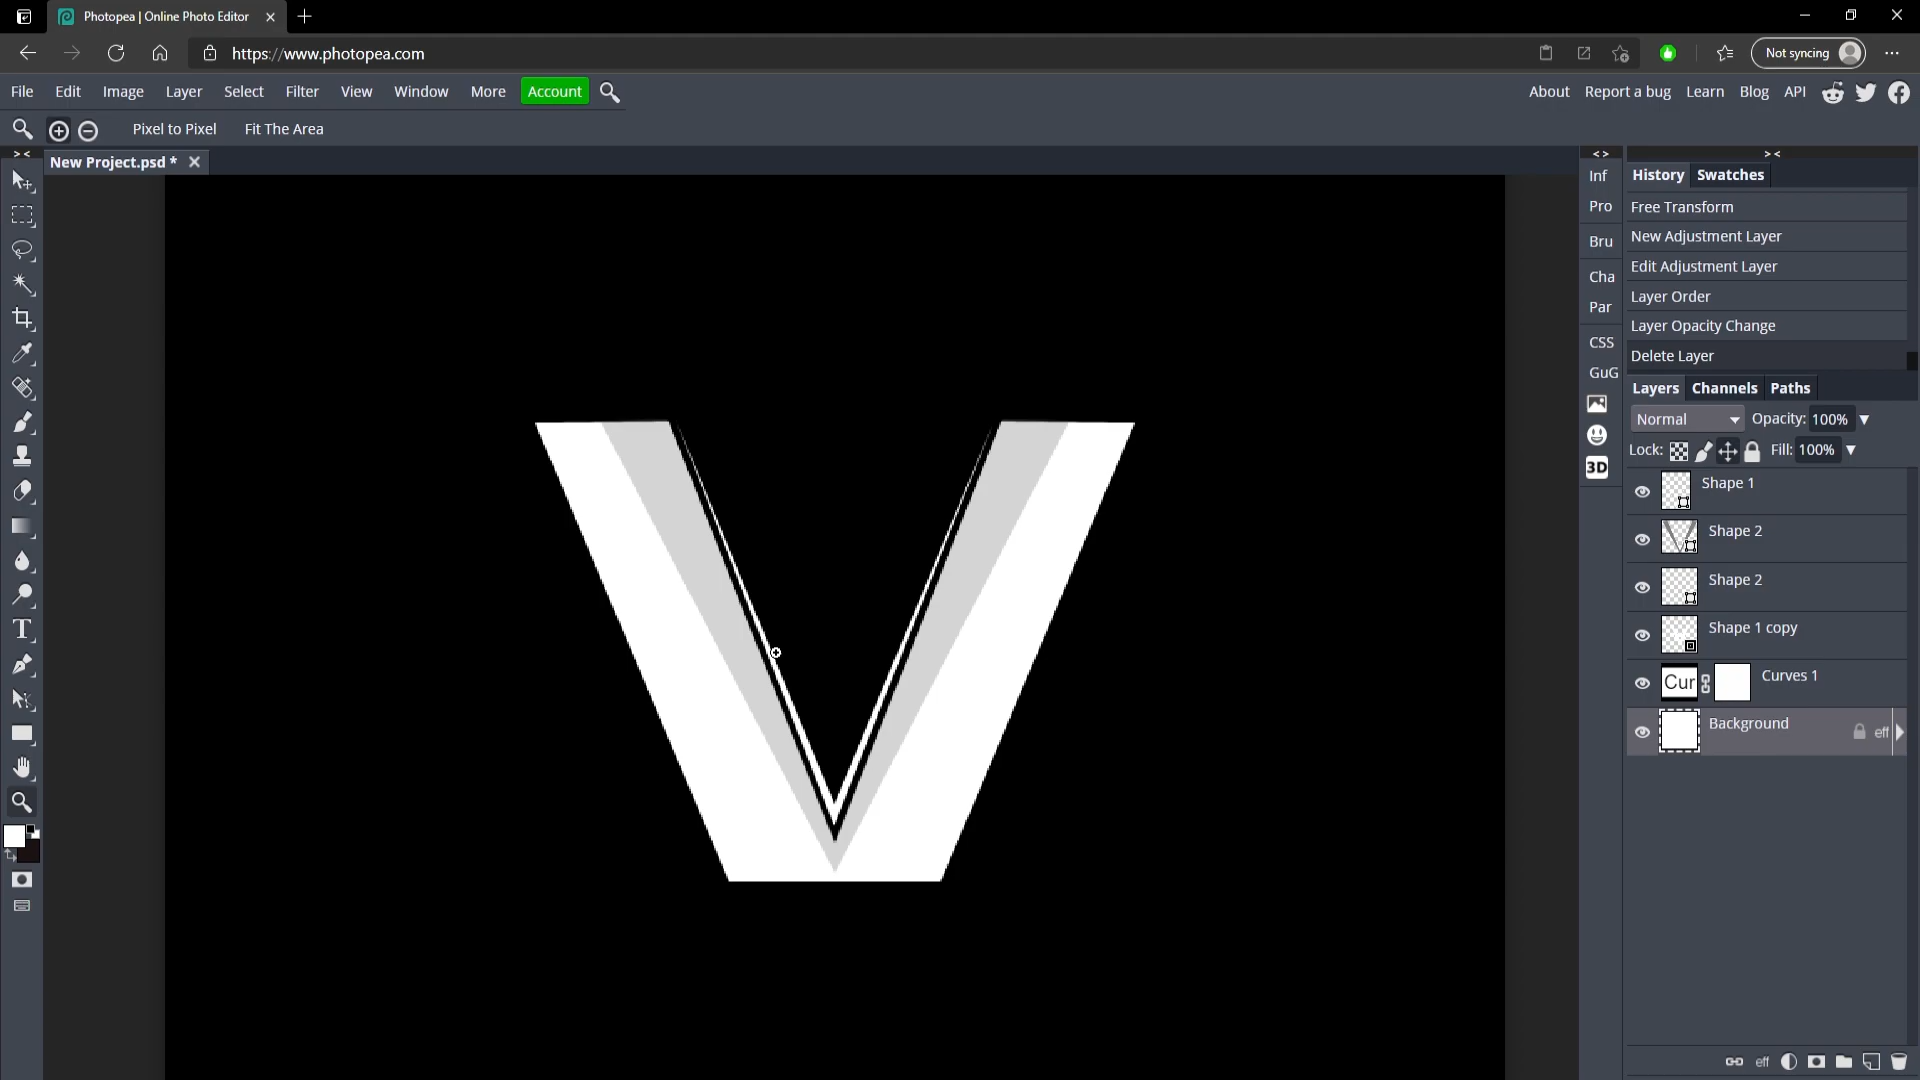 Photopea | Online Photo Editor
https://www.photopea.com
Not syncing
File Edit Image Layer Select Filter View Window More Account
About Report a bug Learn Blog API
Pixel to Pixel Fit The Area
> <
New Project.psd *
< >
> <
Inf
Pro
Bru
Cha
Par
CSS
GuG
3D
History Swatches
Free Transform
New Adjustment Layer
Edit Adjustment Layer
Layer Order
Layer Opacity Change
Delete Layer
Layers Channels Paths
Normal Opacity: 100%
Lock: Fill: 100%
Shape 1
Shape 2
Shape 2
Shape 1 copy
Cur Curves 1
Background eff
eff
T
V